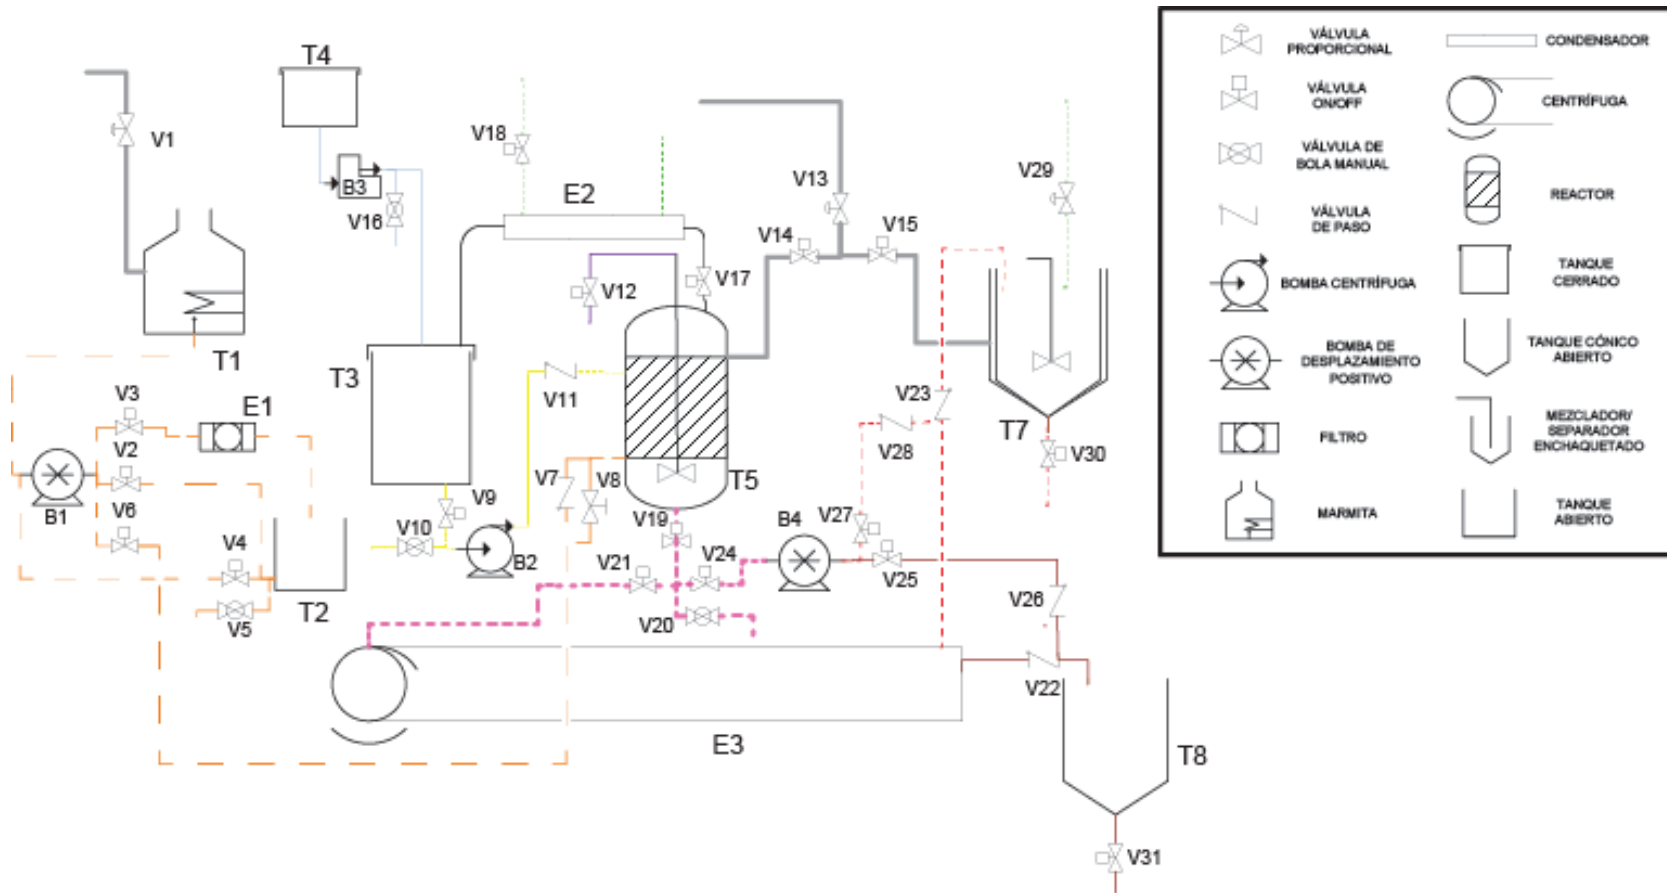 T4
V1
V18
B3
V16
E2
V13
V29
V14
V15
V12
V17
T1
T3
V3
E1
V11
V23
T7
V2
V28
V30
B1
V6
V7
V8
T5
V9
V10
V19
V27
B4
V4
B2
V21
V24
V25
T2
V5
V20
V26
V22
E3
T8
V31
VÁLVULA
PROPORCIONAL
CONDENSADOR
VÁLVULA
ON/OFF
CENTRÍFUGA
VÁLVULA DE
BOLA MANUAL
REACTOR
VÁLVULA
DE PASO
TANQUE
CERRADO
BOMBA CENTRÍFUGA
TANQUE CÓNICO
ABIERTO
BOMBA DE
DESPLAZAMIENTO
POSITIVO
FILTRO
MEZCLADOR/
SEPARADOR
ENCHAQUETADO
MARMITA
TANQUE
ABIERTO